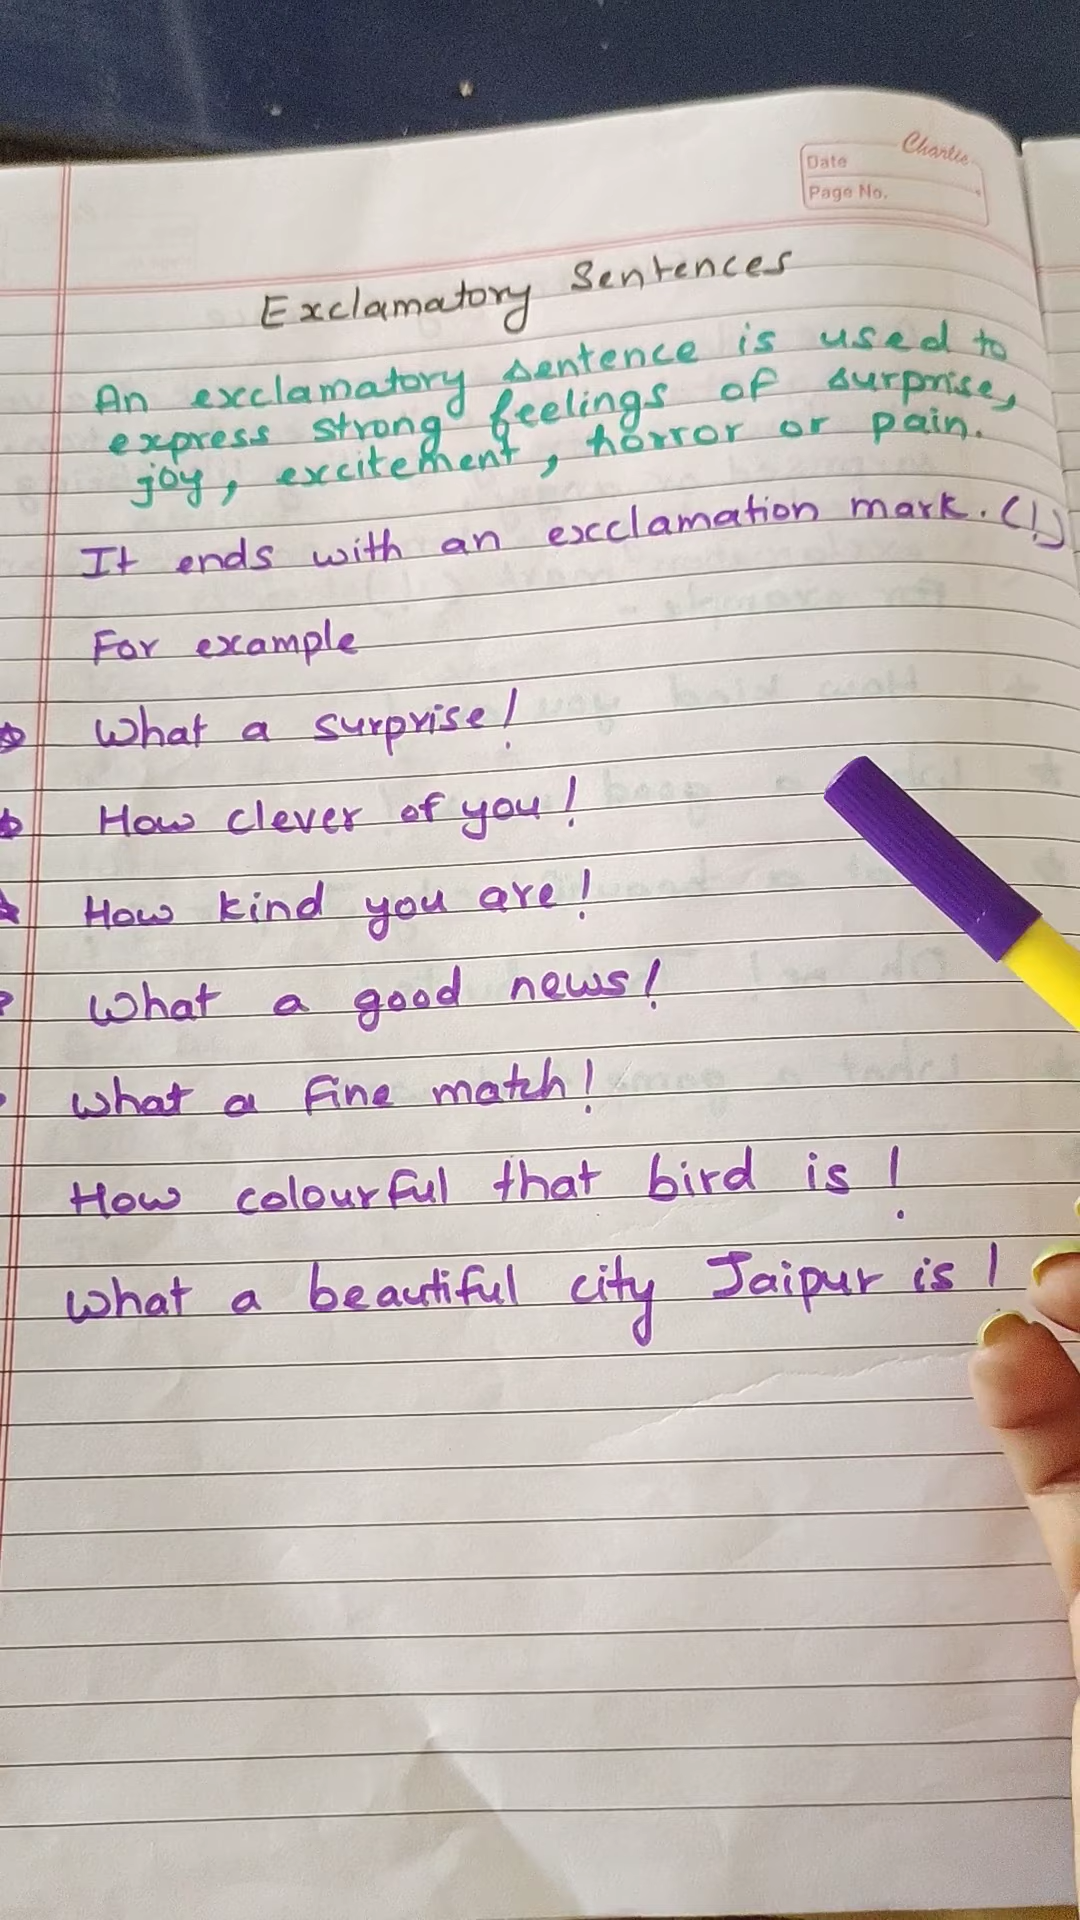 Charlie
Date
Page No.
Exclamatory Sentences
An exclamatory sentence is used to
express strong feelings of surprise,
joy, excitement, horror or pain.
It ends with an exclamation mark. (!)
For example
What a surprise!
How clever of you!
How kind you are!
What a good news!
What a fine match!
How colourful that bird is!
What a beautiful city Jaipur is!